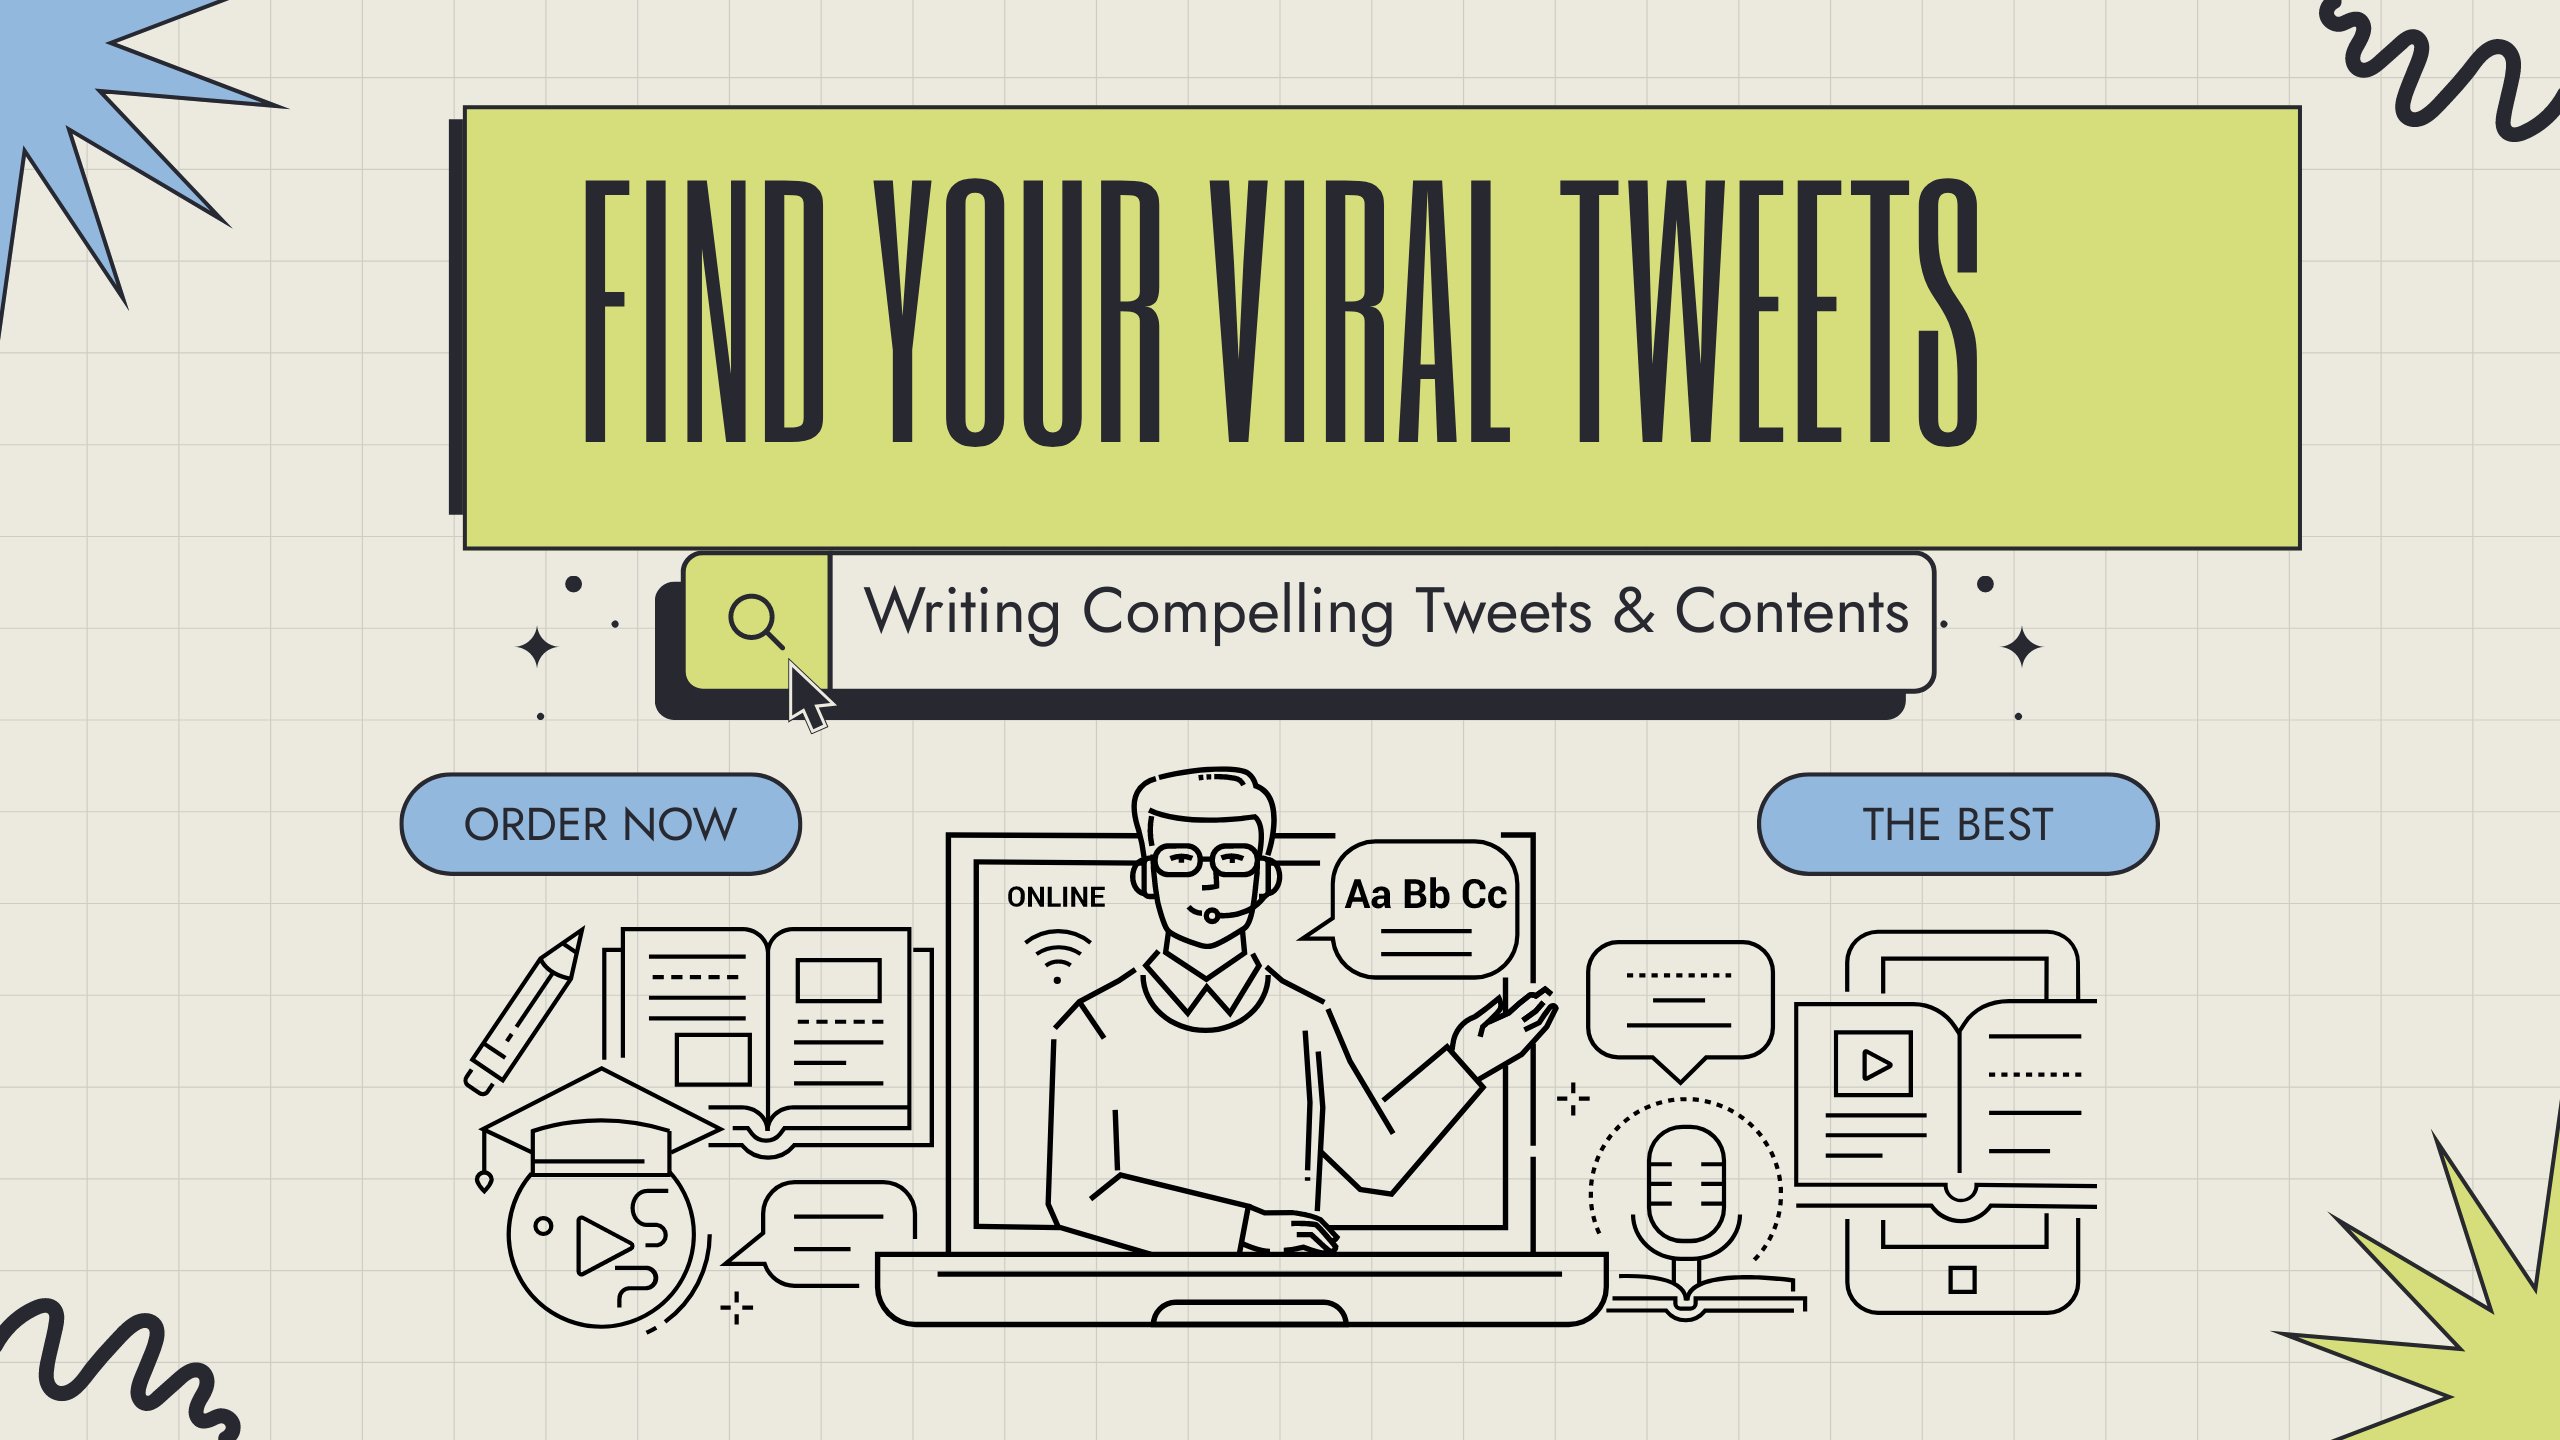 FIND YOUR VIRAL TWEETS
Writing Compelling Tweets & Contents
ORDER NOW
THE BEST
ONLINE
Aa Bb Cc